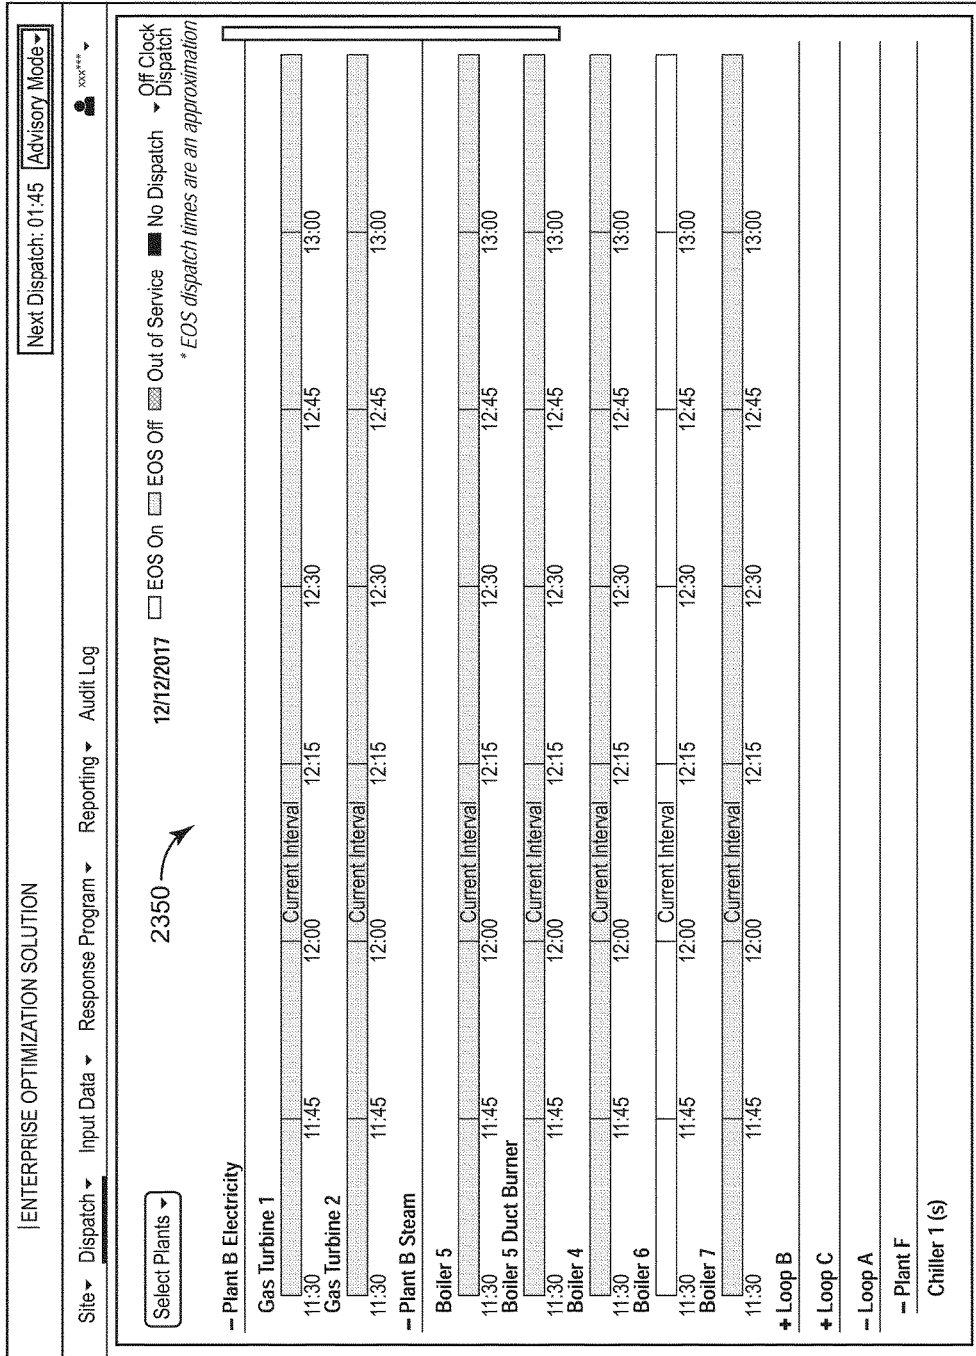 ENTERPRISE OPTIMIZATION SOLUTION
Next Dispatch: 01:45 Advisory Mode
Site Dispatch Input Data Response Program Reporting Audit Log xxx***
Select Plants 2350 12/12/2017 EOS On EOS Off Out of Service No Dispatch Off Clock Dispatch
* EOS dispatch times are an approximation
− Plant B Electricity
Gas Turbine 1
Current Interval
11:30 11:45 12:00 12:15 12:30 12:45 13:00
Gas Turbine 2
Current Interval
11:30 11:45 12:00 12:15 12:30 12:45 13:00
− Plant B Steam
Boiler 5
Current Interval
11:30 11:45 12:00 12:15 12:30 12:45 13:00
Boiler 5 Duct Burner
Current Interval
11:30 11:45 12:00 12:15 12:30 12:45 13:00
Boiler 4
Current Interval
11:30 11:45 12:00 12:15 12:30 12:45 13:00
Boiler 6
Current Interval
11:30 11:45 12:00 12:15 12:30 12:45 13:00
Boiler 7
Current Interval
11:30 11:45 12:00 12:15 12:30 12:45 13:00
+ Loop B
+ Loop C
− Loop A
− Plant F
Chiller 1 (s)